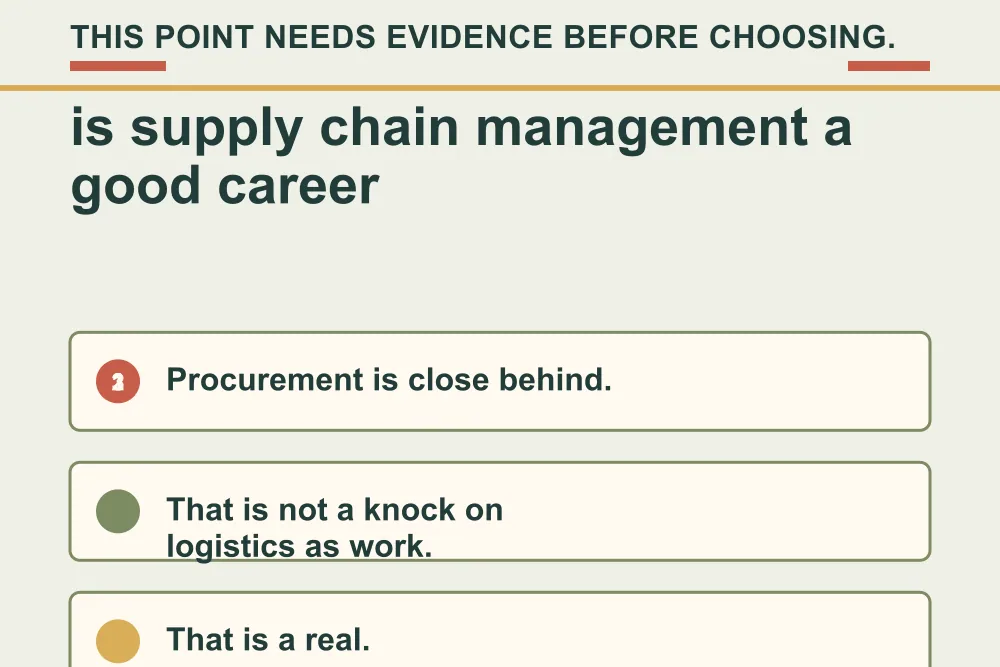 THIS POINT NEEDS EVIDENCE BEFORE CHOOSING.
is supply chain management a
good career
Procurement is close behind.
That is not a knock on
logistics as work.
That is a real.